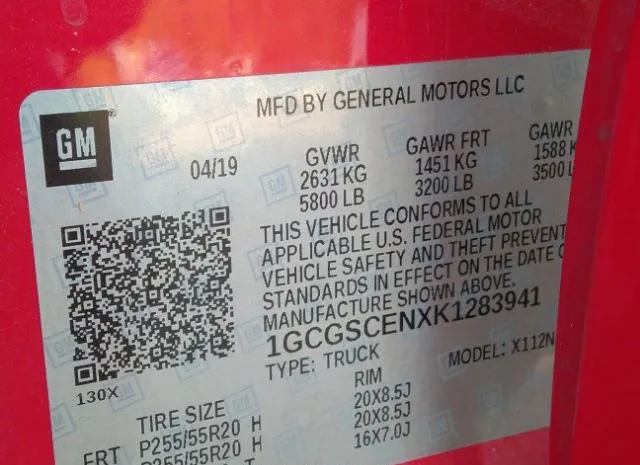 MFD BY GENERAL MOTORS LLC
GM
04/19 GVWR GAWR FRT GAWR
2631 KG 1451 KG 1588 K
5800 LB 3200 LB 3500 L
THIS VEHICLE CONFORMS TO ALL
APPLICABLE U.S. FEDERAL MOTOR
VEHICLE SAFETY AND THEFT PREVENT
STANDARDS IN EFFECT ON THE DATE O
MANUFACTURE SHOWN ABOVE.
1GCGSCENXK1283941
TYPE: TRUCK MODEL: X112N
130X
TIRE SIZE RIM
FRT P255/55R20 H 20X8.5J
P255/55R20 H 20X8.5J
16X7.0J